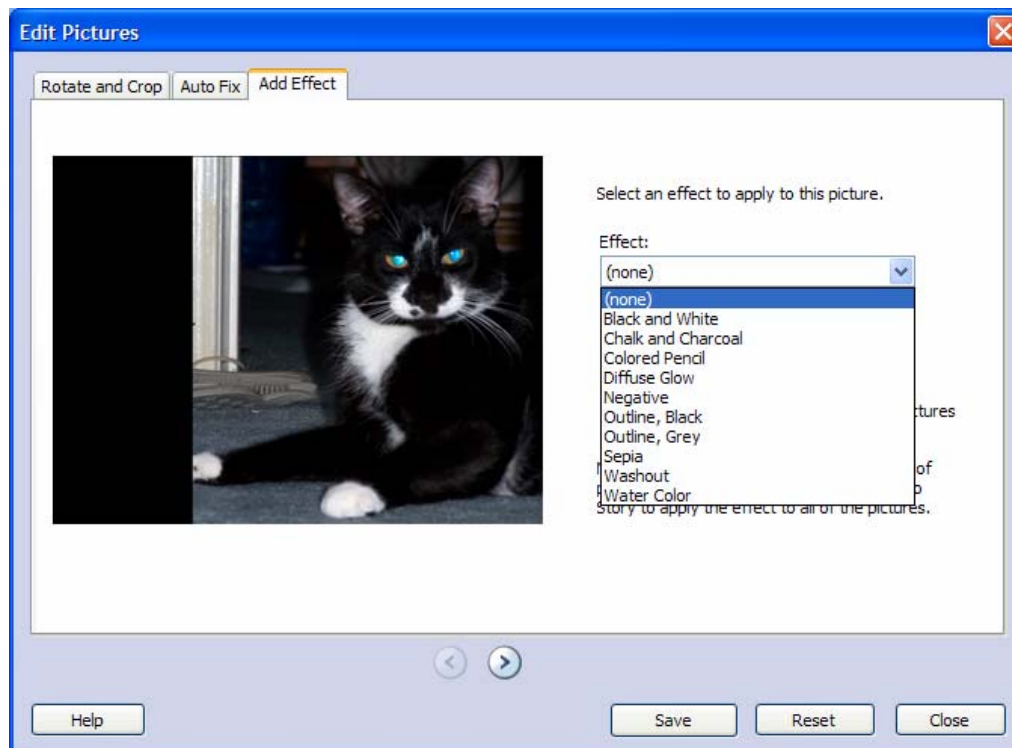 Edit Pictures
Rotate and Crop
Auto Fix
Add Effect
Select an effect to apply to this picture.
Effect:
(none)
(none)
Black and White
Chalk and Charcoal
Colored Pencil
Diffuse Glow
Negative
Outline, Black
Outline, Grey
Sepia
Washout
Water Color
of
Story to apply the effect to all of the pictures.
Help
Save
Reset
Close